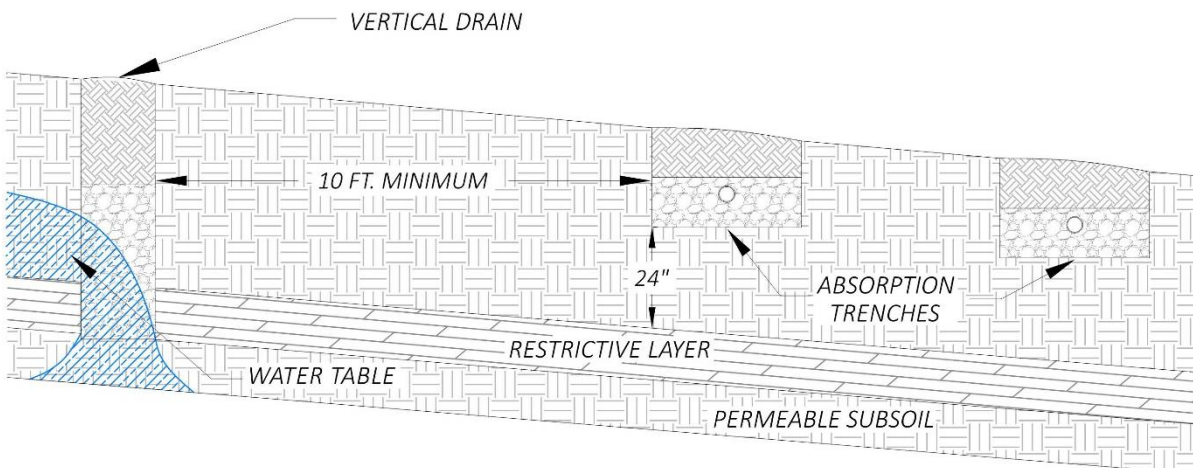 VERTICAL DRAIN
10 FT. MINIMUM
24"
ABSORPTION
TRENCHES
RESTRICTIVE LAYER
WATER TABLE
PERMEABLE SUBSOIL